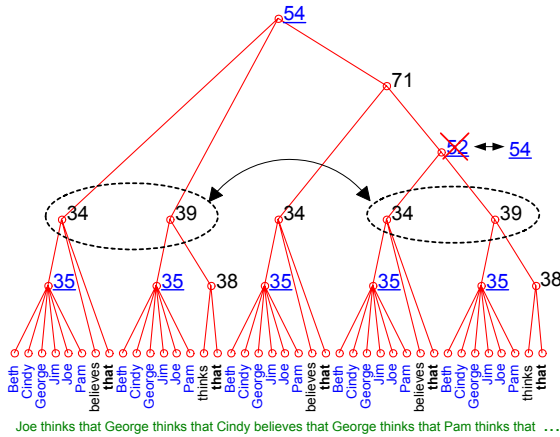 54
71
52 54
34 39 34 34 39
35 35 38 35 35 35 38
Beth Cindy George Jim Joe Pam believes that Beth Cindy George Jim Joe Pam thinks that Beth Cindy George Jim Joe Pam believes that Beth Cindy George Jim Joe Pam believes that Beth Cindy George Jim Joe Pam thinks that
Joe thinks that George thinks that Cindy believes that George thinks that Pam thinks that ...